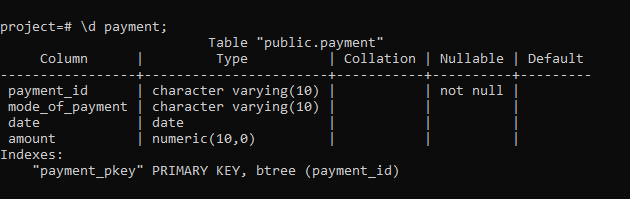 project=# \d payment;
                         Table "public.payment"
     Column      |         Type          | Collation | Nullable | Default
-----------------+-----------------------+-----------+----------+---------
 payment_id      | character varying(10) |           | not null |
 mode_of_payment | character varying(10) |           |          |
 date            | date                  |           |          |
 amount          | numeric(10,0)         |           |          |
Indexes:
    "payment_pkey" PRIMARY KEY, btree (payment_id)